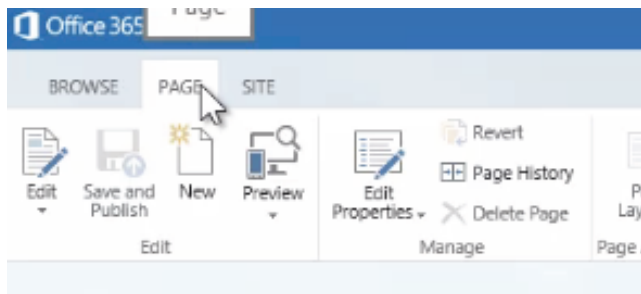 Page
Office 365
BROWSE PAGE SITE
Edit
Save and
Publish
New
Preview
Edit
Edit
Properties
Revert
Page History
Delete Page
Manage
Page